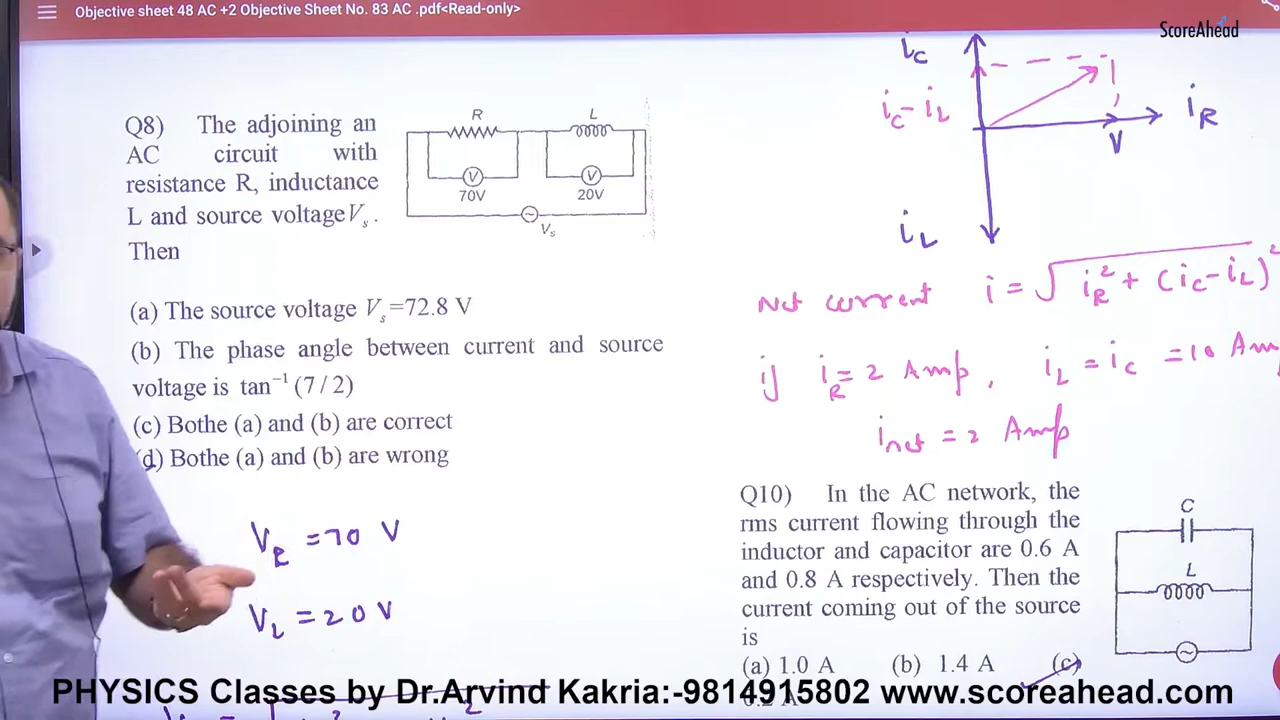 Objective sheet 48 AC +2 Objective Sheet No. 83 AC .pdf<Read-only>
ScoreAhead
Q8) The adjoining an
AC circuit with
resistance R, inductance
L and source voltage Vs.
Then
R
L
V
V
70V
20V
Vs
(a) The source voltage Vs=72.8 V
(b) The phase angle between current and source
voltage is tan⁻¹ (7 / 2)
(c) Bothe (a) and (b) are correct
(d) Bothe (a) and (b) are wrong
VR = 70 V
VL = 20 V
iC
iC - iL
iR
V
iL
Net current i = √iR² + (iC - iL)²
if iR = 2 Amp, iL = iC = 10 Am
inet = 2 Amp
Q10) In the AC network, the
rms current flowing through the
inductor and capacitor are 0.6 A
and 0.8 A respectively. Then the
current coming out of the source
is
C
L
(a) 1.0 A (b) 1.4 A (c)
PHYSICS Classes by Dr.Arvind Kakria:-9814915802 www.scoreahead.com